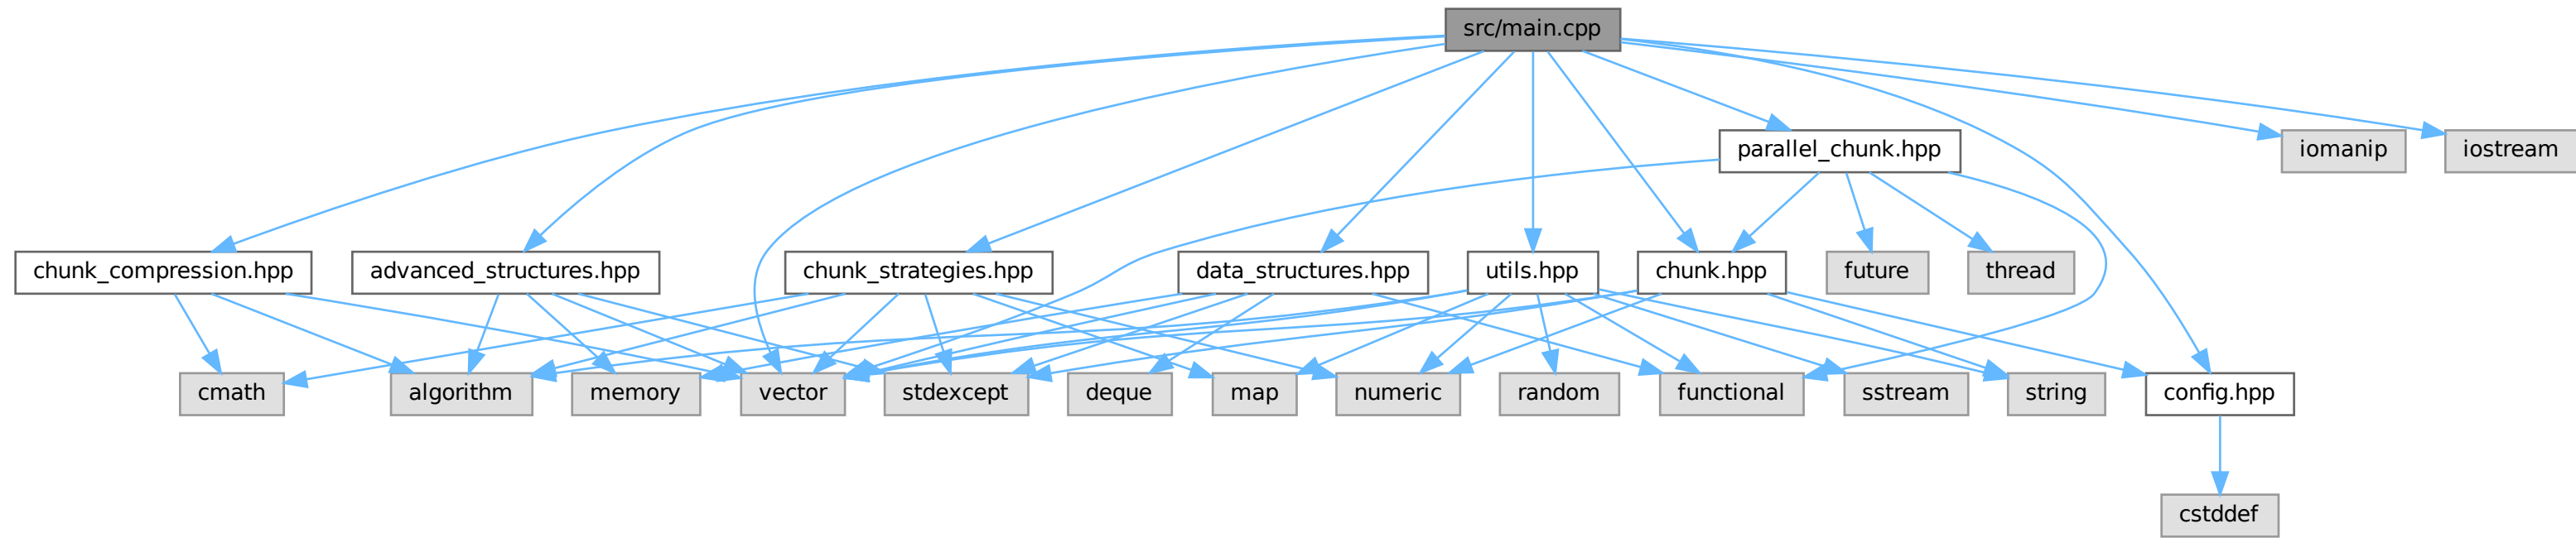 src/main.cpp
parallel_chunk.hpp
iomanip
iostream
chunk_compression.hpp
advanced_structures.hpp
chunk_strategies.hpp
data_structures.hpp
utils.hpp
chunk.hpp
future
thread
cmath
algorithm
memory
vector
stdexcept
deque
map
numeric
random
functional
sstream
string
config.hpp
cstddef